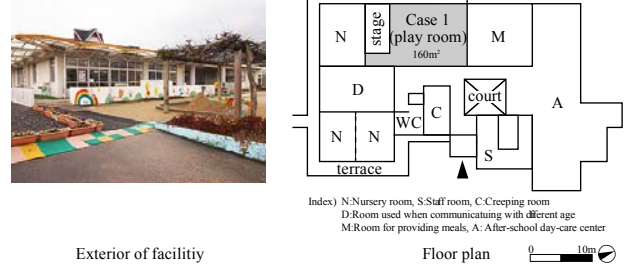 N
stage
Case 1
(play room)
160m²
M
D
court
A
WC
C
N
N
S
terrace
Index) N:Nursery room, S:Staff room, C:Creeping room
D:Room used when communicatuing with dfferent age
M:Room for providing meals, A: After-school day-care center
Exterior of facilitiy
Floor plan
0
10m